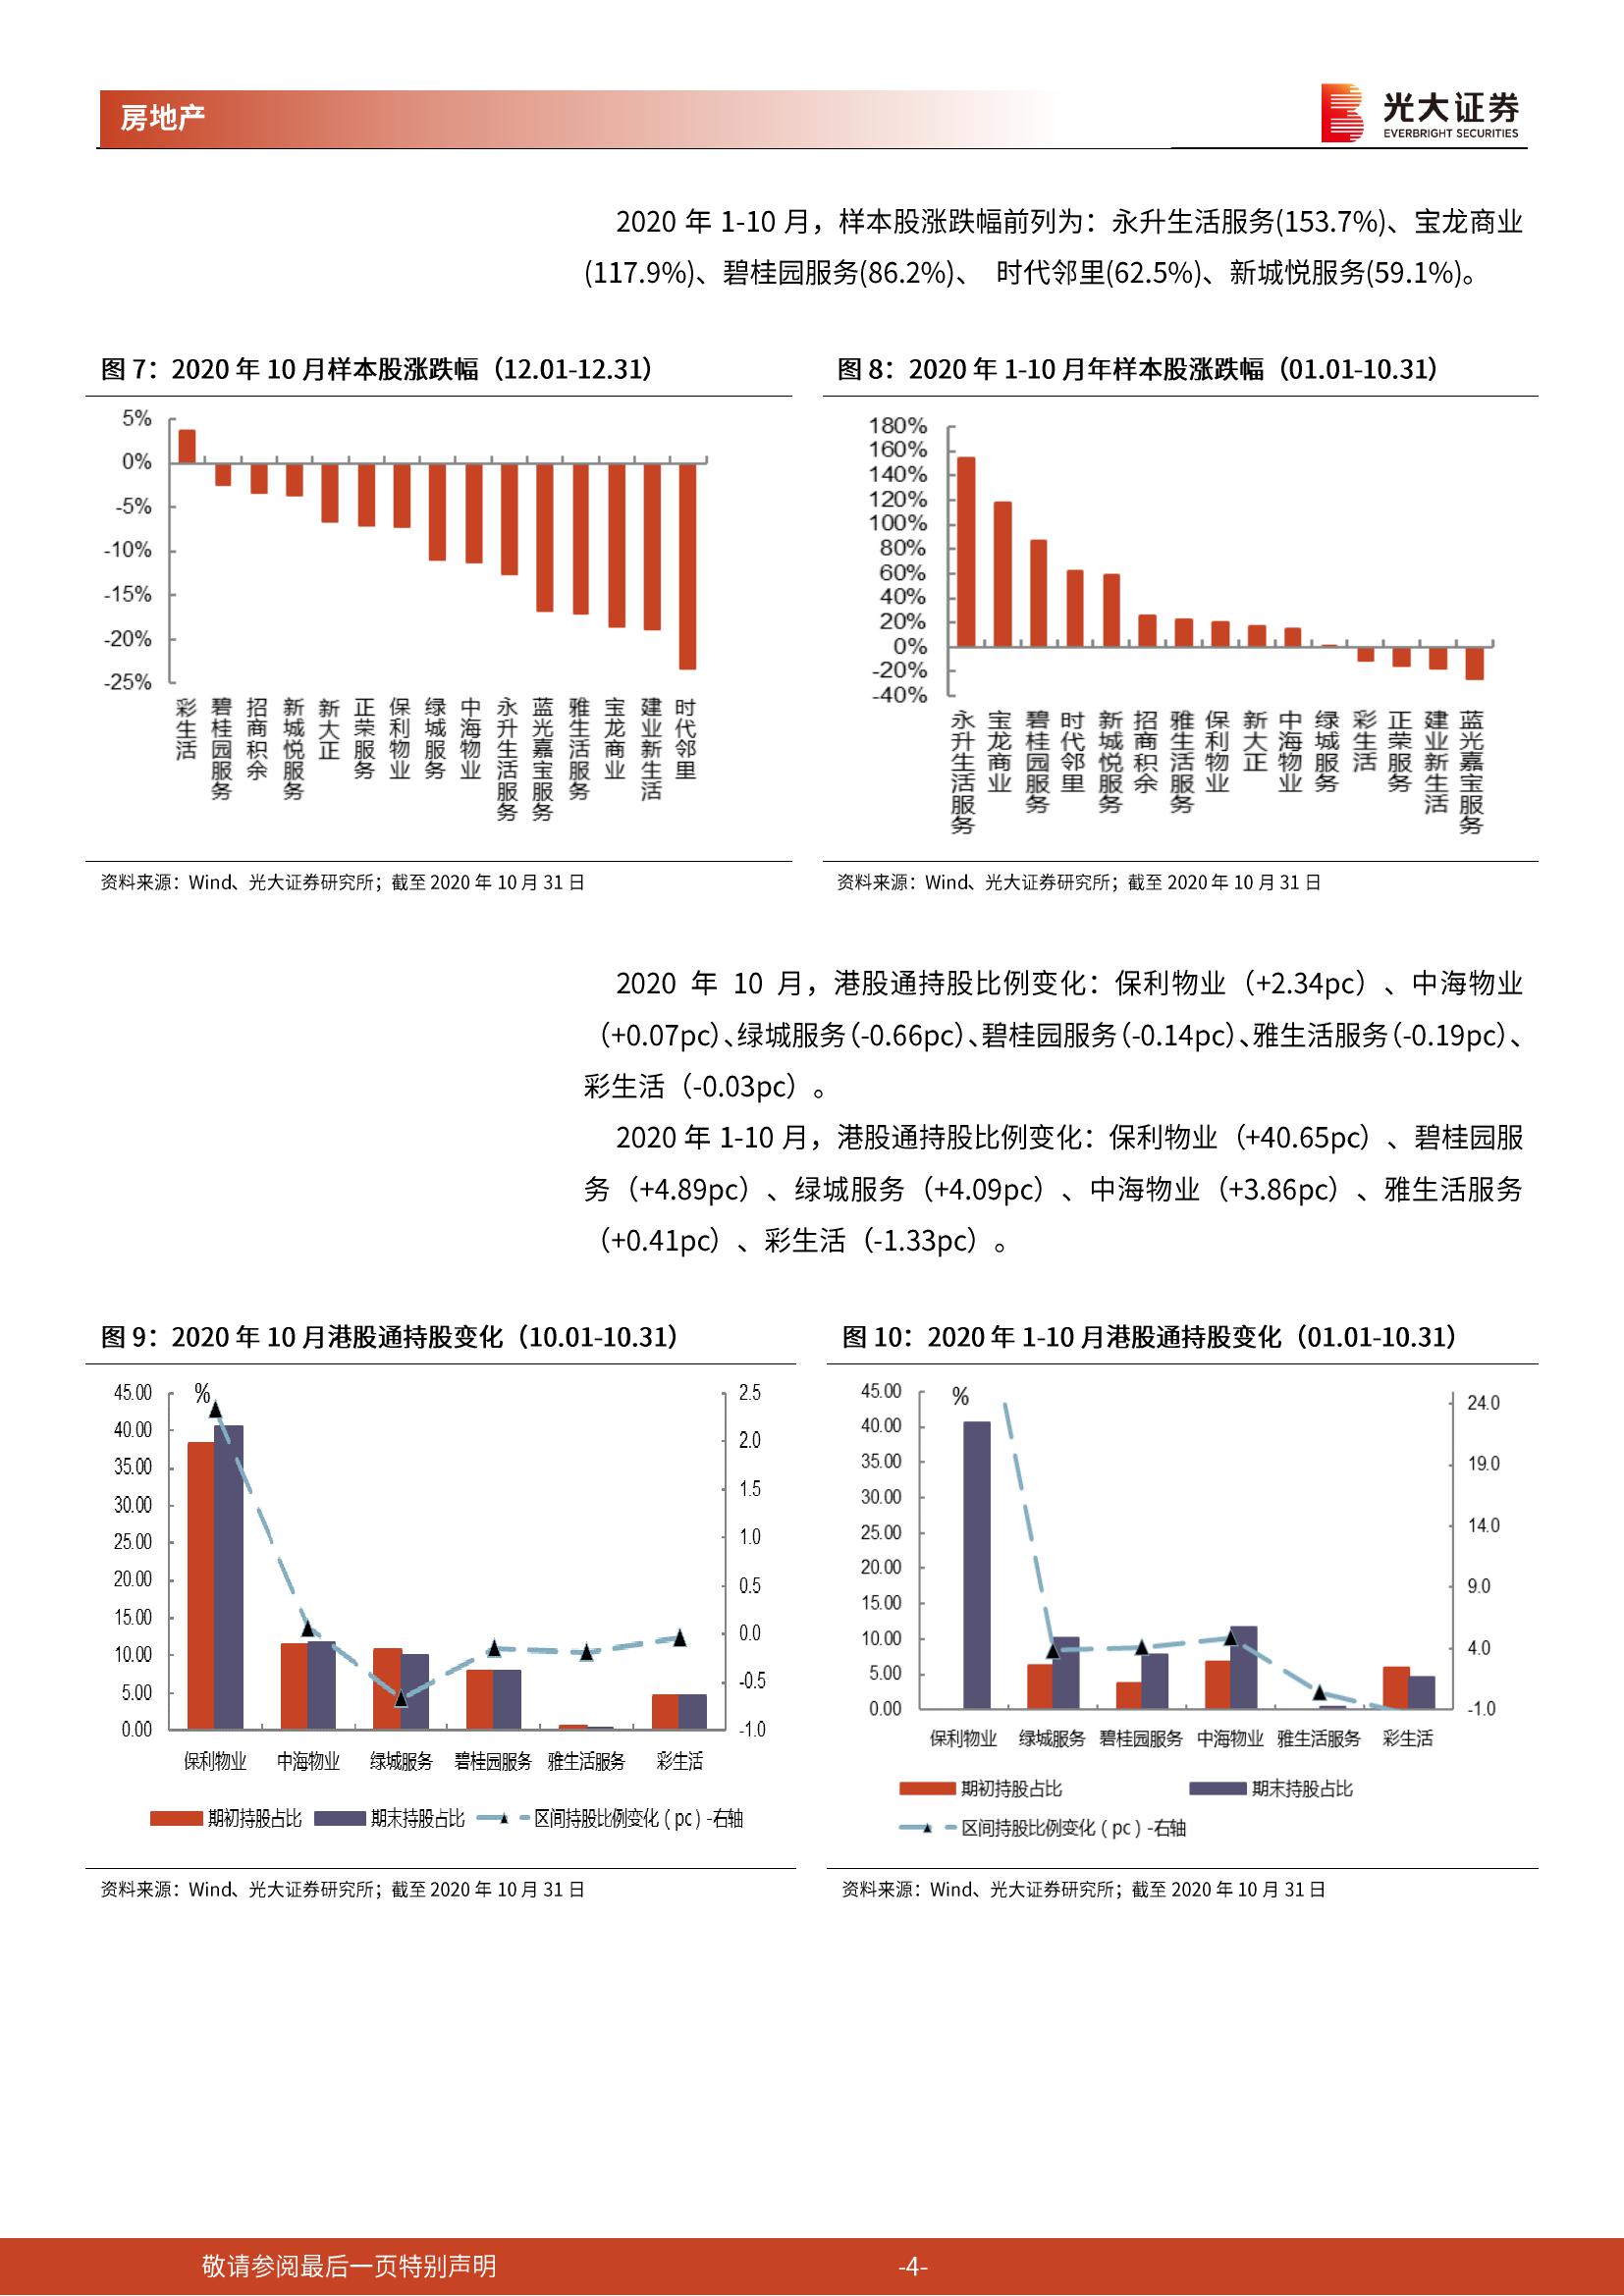 房地产
光大证券
EVERBRIGHT SECURITIES
2020 年 1-10 月，样本股涨跌幅前列为：永升生活服务(153.7%)、宝龙商业
(117.9%)、碧桂园服务(86.2%)、 时代邻里(62.5%)、新城悦服务(59.1%)。
图 7：2020 年 10 月样本股涨跌幅（12.01-12.31）
5%
0%
-5%
-10%
-15%
-20%
-25%
彩生活
碧桂园服务
招商积余
新城悦服务
新大正
正荣服务
保利物业
绿城服务
中海物业
永升生活服务
蓝光嘉宝服务
雅生活服务
宝龙商业
建业新生活
时代邻里
资料来源：Wind、光大证券研究所；截至 2020 年 10 月 31 日
图 8：2020 年 1-10 月年样本股涨跌幅（01.01-10.31）
180%
160%
140%
120%
100%
80%
60%
40%
20%
0%
-20%
-40%
永升生活服务
宝龙商业
碧桂园服务
时代邻里
新城悦服务
招商积余
雅生活服务
保利物业
新大正
中海物业
绿城服务
彩生活
正荣服务
建业新生活
蓝光嘉宝服务
资料来源：Wind、光大证券研究所；截至 2020 年 10 月 31 日
2020 年 10 月，港股通持股比例变化：保利物业（+2.34pc）、中海物业
（+0.07pc）、绿城服务（-0.66pc）、碧桂园服务（-0.14pc）、雅生活服务（-0.19pc）、
彩生活（-0.03pc）。
2020 年 1-10 月，港股通持股比例变化：保利物业（+40.65pc）、碧桂园服
务（+4.89pc）、绿城服务（+4.09pc）、中海物业（+3.86pc）、雅生活服务
（+0.41pc）、彩生活（-1.33pc）。
图 9：2020 年 10 月港股通持股变化（10.01-10.31）
%
45.00
40.00
35.00
30.00
25.00
20.00
15.00
10.00
5.00
0.00
2.5
2.0
1.5
1.0
0.5
0.0
-0.5
-1.0
保利物业 中海物业 绿城服务 碧桂园服务 雅生活服务 彩生活
期初持股占比 期末持股占比 区间持股比例变化 ( pc ) -右轴
资料来源：Wind、光大证券研究所；截至 2020 年 10 月 31 日
图 10：2020 年 1-10 月港股通持股变化（01.01-10.31）
%
45.00
40.00
35.00
30.00
25.00
20.00
15.00
10.00
5.00
0.00
24.0
19.0
14.0
9.0
4.0
-1.0
保利物业 绿城服务 碧桂园服务 中海物业 雅生活服务 彩生活
期初持股占比 期末持股占比
区间持股比例变化 ( pc ) -右轴
资料来源：Wind、光大证券研究所；截至 2020 年 10 月 31 日
敬请参阅最后一页特别声明 -4-